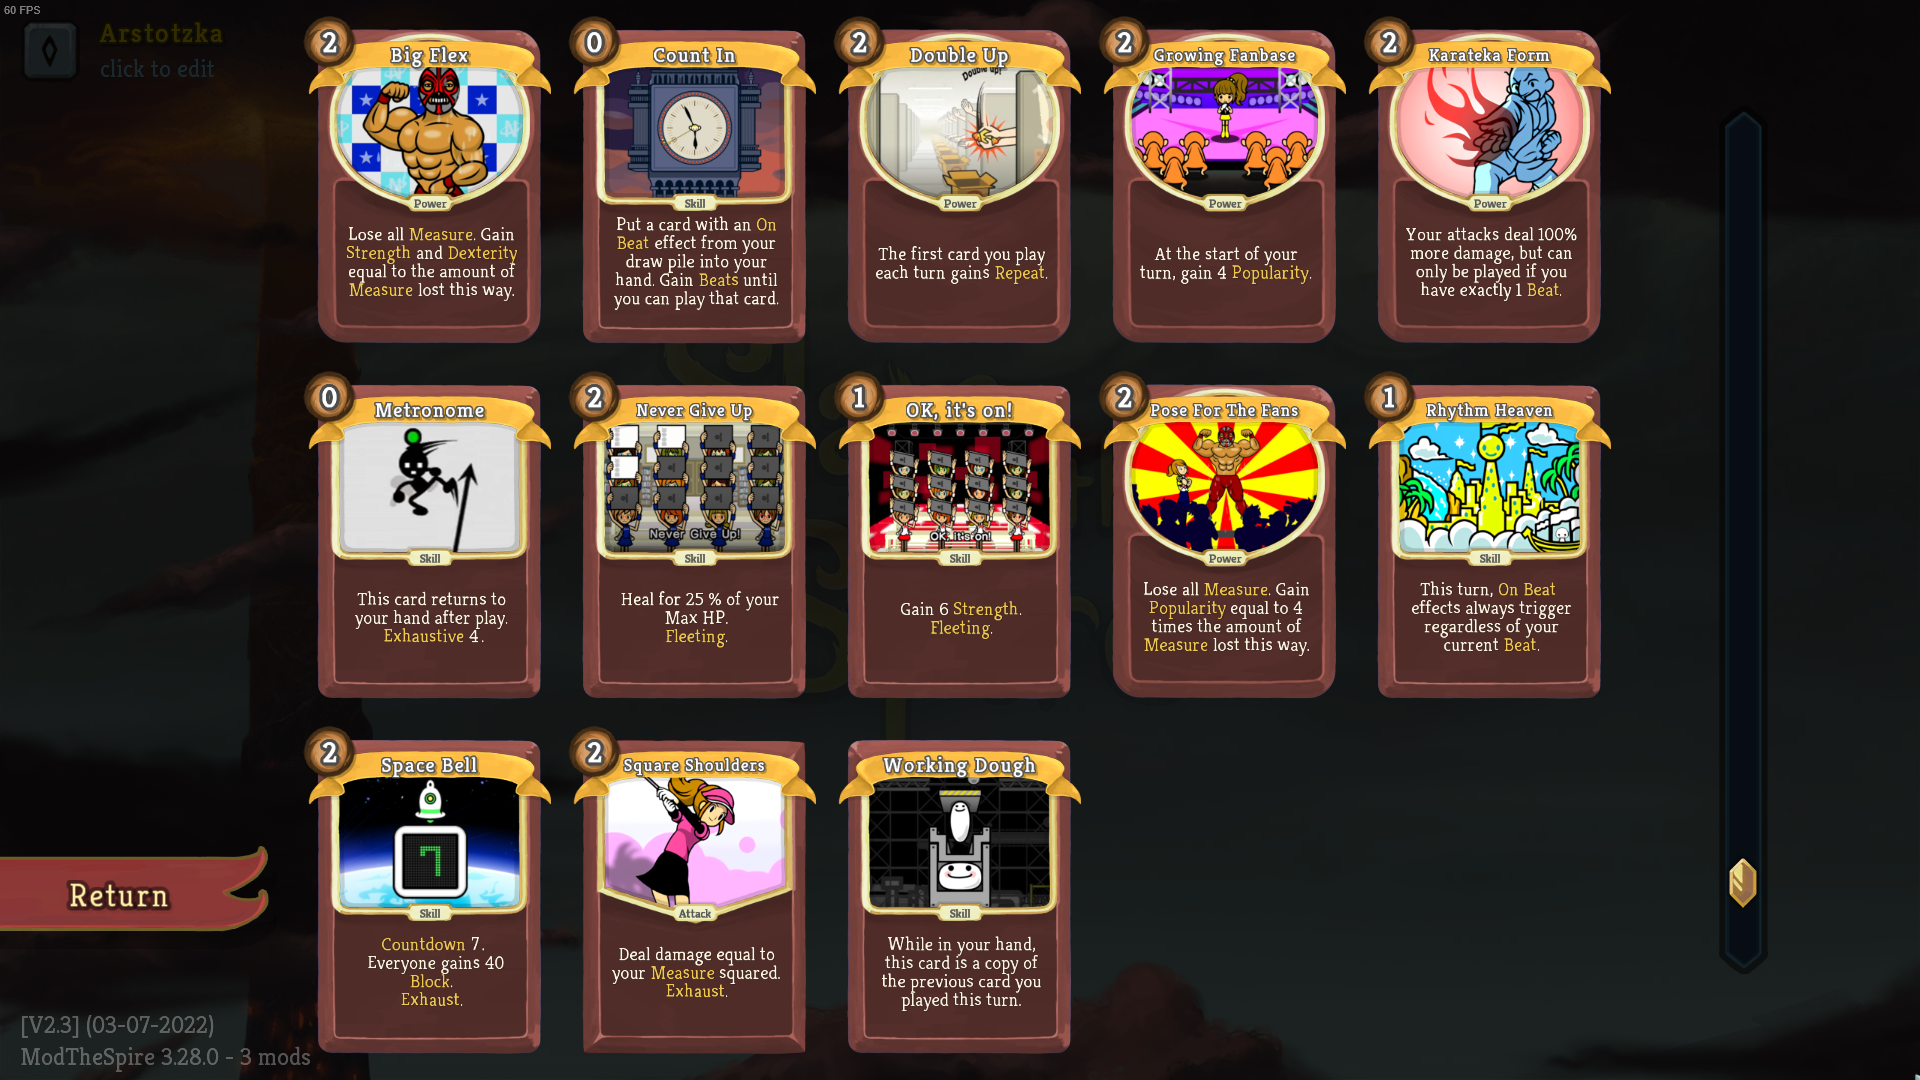 60 FPS
Arstotzka
click to edit
2
Big Flex
Power
Lose all Measure. Gain
Strength and Dexterity
equal to the amount of
Measure lost this way.
0
Count In
Skill
Put a card with an On
Beat effect from your
draw pile into your
hand. Gain Beats until
you can play that card.
2
Double Up
Double up!
Power
The first card you play
each turn gains Repeat.
2
Growing Fanbase
Power
At the start of your
turn, gain 4 Popularity.
2
Karateka Form
Power
Your attacks deal 100%
more damage, but can
only be played if you
have exactly 1 Beat.
0
Metronome
Skill
This card returns to
your hand after play.
Exhaustive 4.
2
Never Give Up
Never Give Up!
Skill
Heal for 25 % of your
Max HP.
Fleeting.
1
OK, it's on!
OK, it's on!
Skill
Gain 6 Strength.
Fleeting.
2
Pose For The Fans
Power
Lose all Measure. Gain
Popularity equal to 4
times the amount of
Measure lost this way.
1
Rhythm Heaven
Skill
This turn, On Beat
effects always trigger
regardless of your
current Beat.
2
Space Bell
7
Skill
Countdown 7.
Everyone gains 40
Block.
Exhaust.
2
Square Shoulders
Attack
Deal damage equal to
your Measure squared.
Exhaust.
Working Dough
Skill
While in your hand,
this card is a copy of
the previous card you
played this turn.
Return
[V2.3] (03-07-2022)
ModTheSpire 3.28.0 - 3 mods